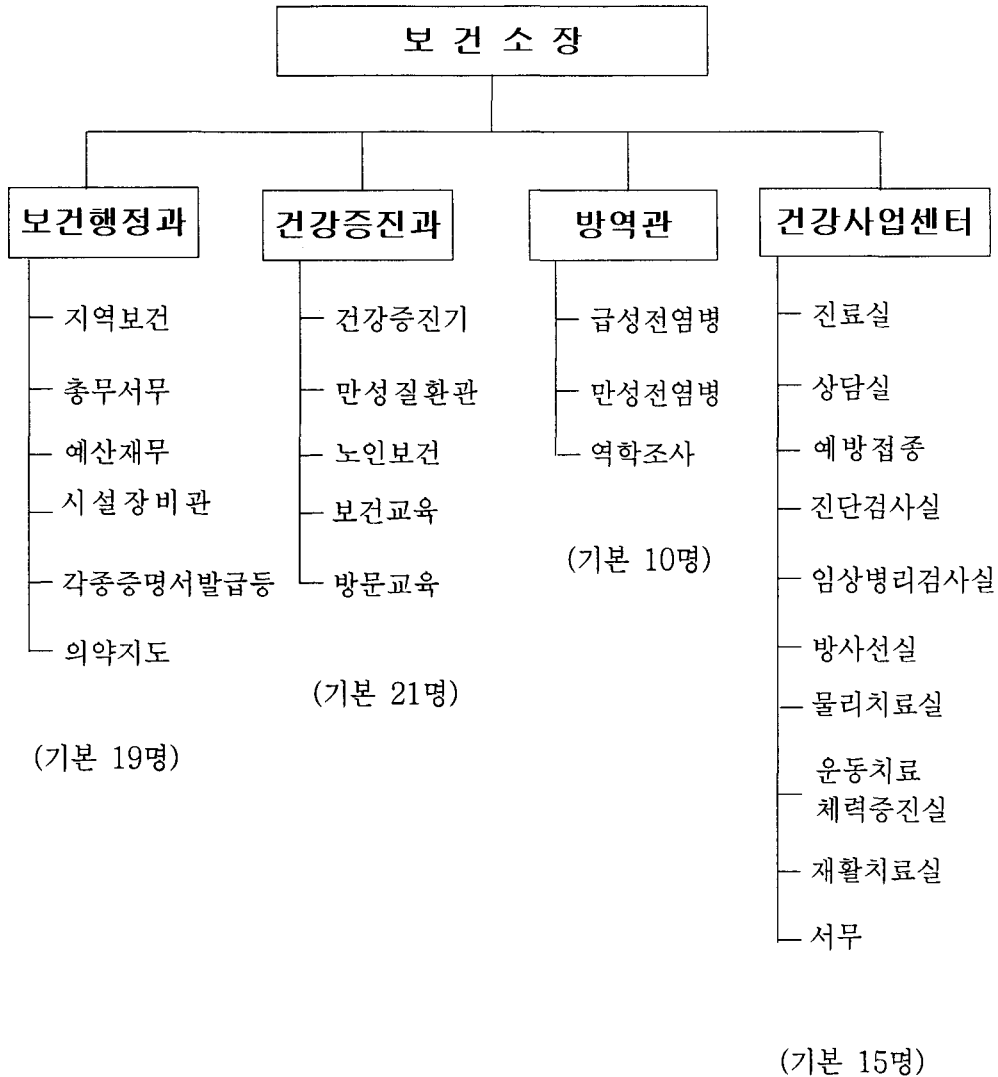 보 건 소 장
보건행정과
지역보건
총무서무
예산재무
시설장비관
각종증명서발급등
의약지도
(기본 19명)
건강증진과
건강증진기
만성질환관
노인보건
보건교육
방문교육
(기본 21명)
방역관
급성전염병
만성전염병
역학조사
(기본 10명)
건강사업센터
진료실
상담실
예방접종
진단검사실
임상병리검사실
방사선실
물리치료실
운동치료
체력증진실
재활치료실
서무
(기본 15명)